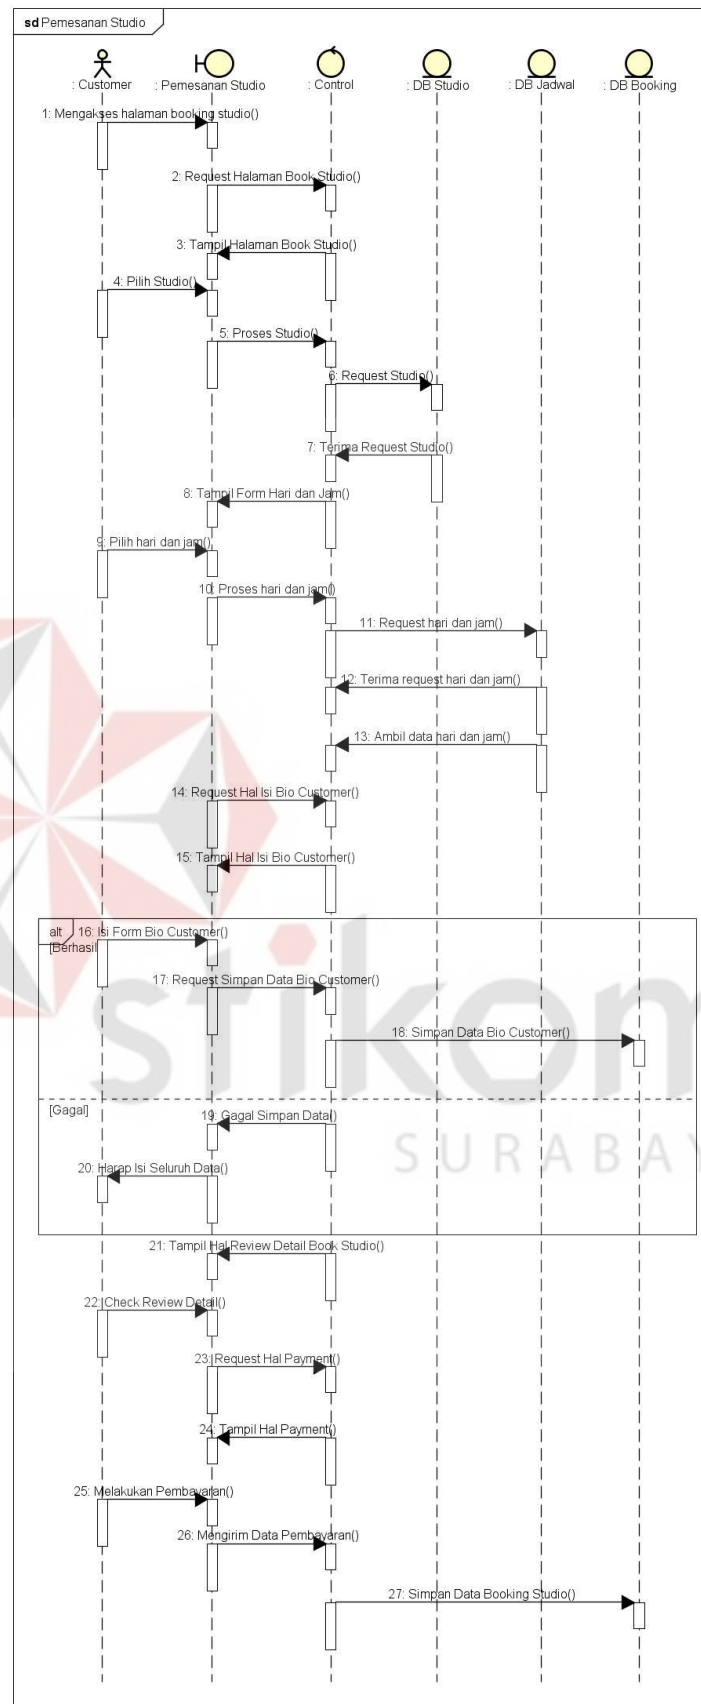 sd Pemesanan Studio
: Customer
: Pemesanan Studio
: Control
: DB Studio
: DB Jadwal
: DB Booking
1: Mengakses halaman booking studio()
2: Request Halaman Book Studio()
3: Tampil Halaman Book Studio()
4: Pilih Studio()
5: Proses Studio()
6: Request Studio()
7: Terima Request Studio()
8: Tampil Form Hari dan Jam()
9: Pilih hari dan jam()
10: Proses hari dan jam()
11: Request hari dan jam()
12: Terima request hari dan jam()
13: Ambil data hari dan jam()
14: Request Hal Isi Bio Customer()
15: Tampil Hal Isi Bio Customer()
alt
16: Isi Form Bio Customer()
[Berhasil
17: Request Simpan Data Bio Customer()
18: Simpan Data Bio Customer()
[Gagal]
19: Gagal Simpan Data()
20: Harap Isi Seluruh Data()
21: Tampil Hal Review Detail Book Studio()
22: Check Review Detail()
23: Request Hal Payment()
24: Tampil Hal Payment()
25: Melakukan Pembayaran()
26: Mengirim Data Pembayaran()
27: Simpan Data Booking Studio()
stikom
SURABAY